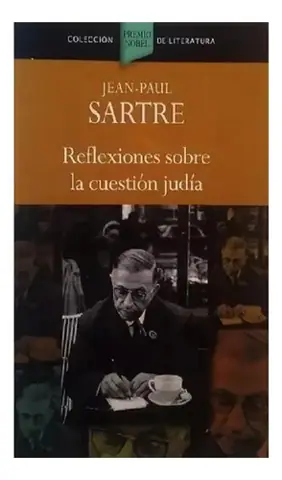 COLECCIÓN PREMIO NOBEL DE LITERATURA
JEAN-PAUL
SARTRE
Reflexiones sobre
la cuestión judía